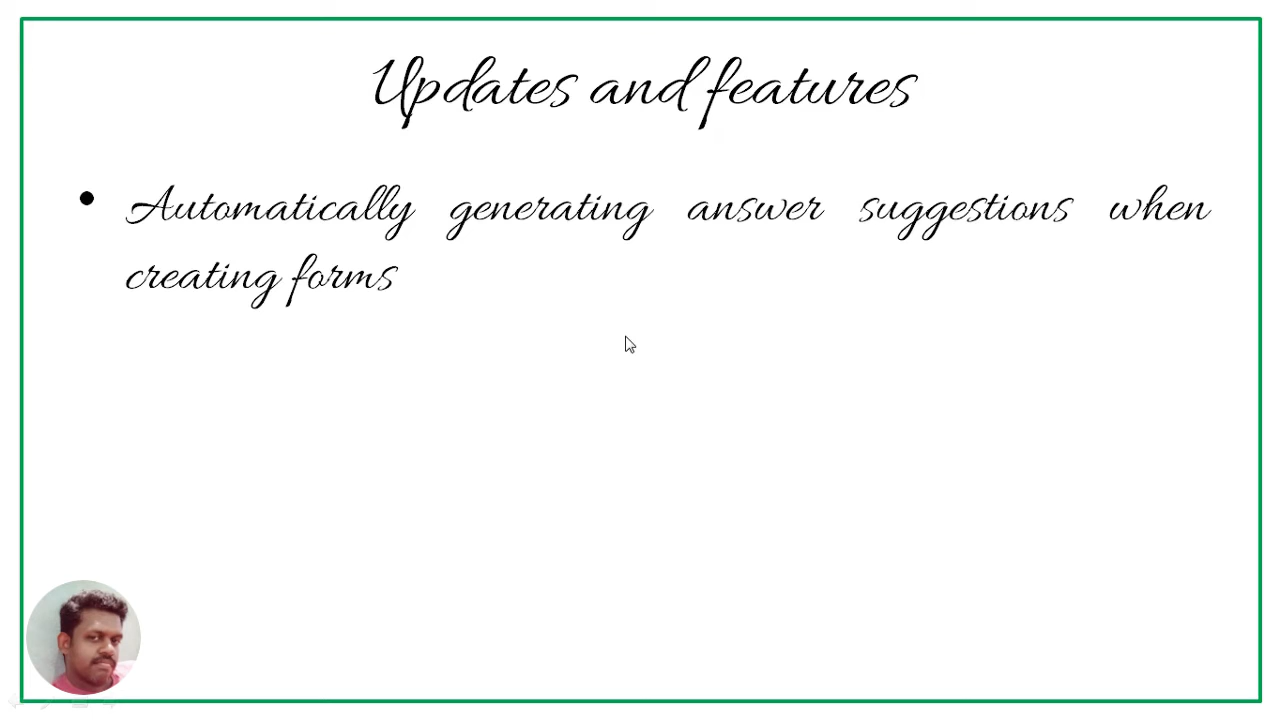 Updates and features
• Automatically generating answer suggestions when
creating forms